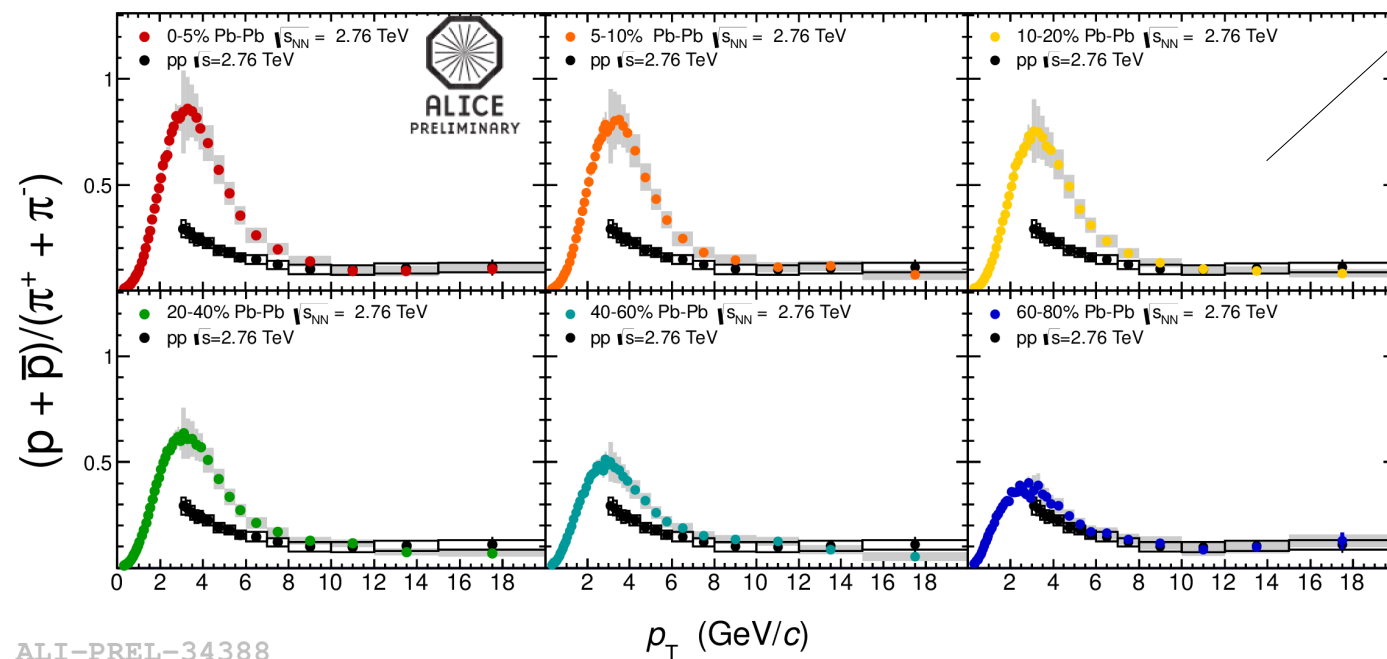 0-5% Pb-Pb √sNN = 2.76 TeV
pp √s=2.76 TeV
ALICE
PRELIMINARY
5-10% Pb-Pb √sNN = 2.76 TeV
pp √s=2.76 TeV
10-20% Pb-Pb √sNN = 2.76 TeV
pp √s=2.76 TeV
1
0.5
(p + p̅)/(π⁺ + π⁻)
20-40% Pb-Pb √sNN = 2.76 TeV
pp √s=2.76 TeV
40-60% Pb-Pb √sNN = 2.76 TeV
pp √s=2.76 TeV
60-80% Pb-Pb √sNN = 2.76 TeV
pp √s=2.76 TeV
1
0.5
0 2 4 6 8 10 12 14 16 18
2 4 6 8 10 12 14 16 18
2 4 6 8 10 12 14 16 18
pT (GeV/c)
ALI-PREL-34388